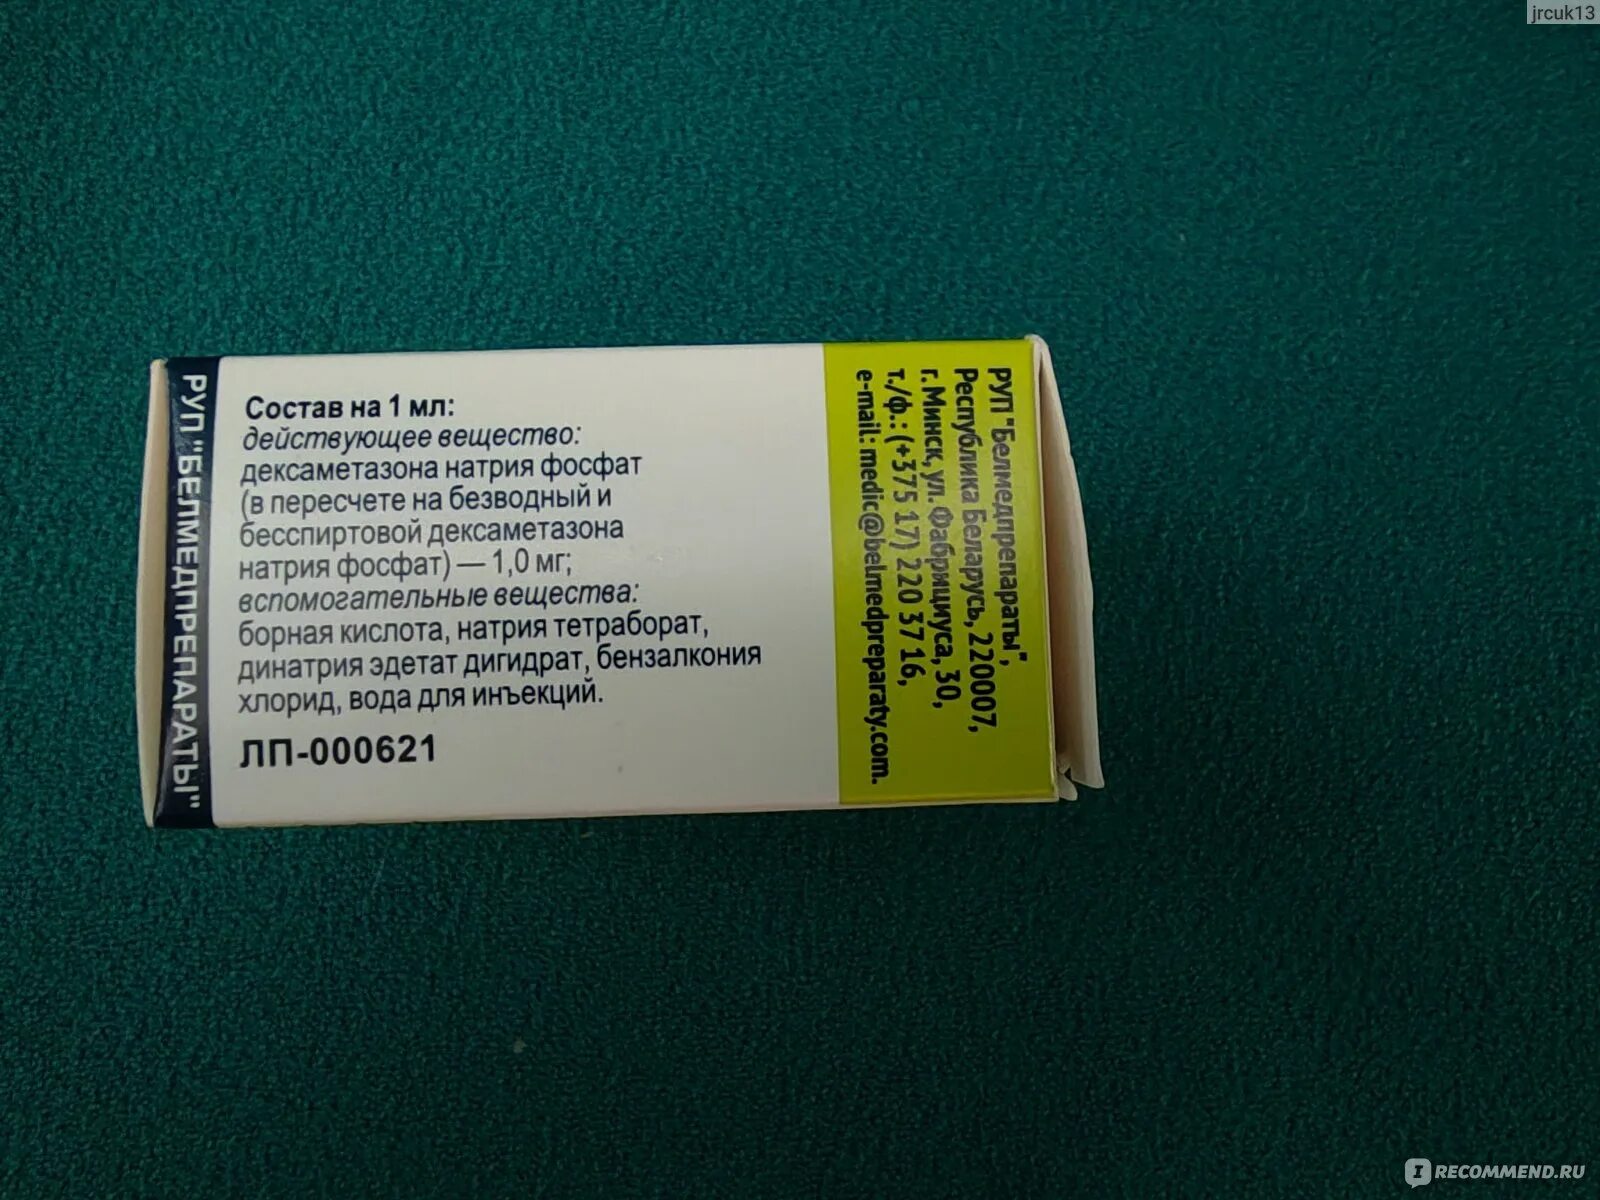 jrcuk13
РУП "БЕЛМЕДПРЕПАРАТЫ"
Состав на 1 мл:
действующее вещество:
дексаметазона натрия фосфат
(в пересчете на безводный и
бесспиртовой дексаметазона
натрия фосфат) — 1,0 мг;
вспомогательные вещества:
борная кислота, натрия тетраборат,
динатрия эдетат дигидрат, бензалкония
хлорид, вода для инъекций.
ЛП-000621
РУП "Белмедпрепараты",
Республика Беларусь, 220007,
г. Минск, ул. Фабрициуса, 30,
т./ф.: (+375 17) 220 37 16,
e-mail: medic@belmedpreparaty.com.
IRECOMMEND.RU